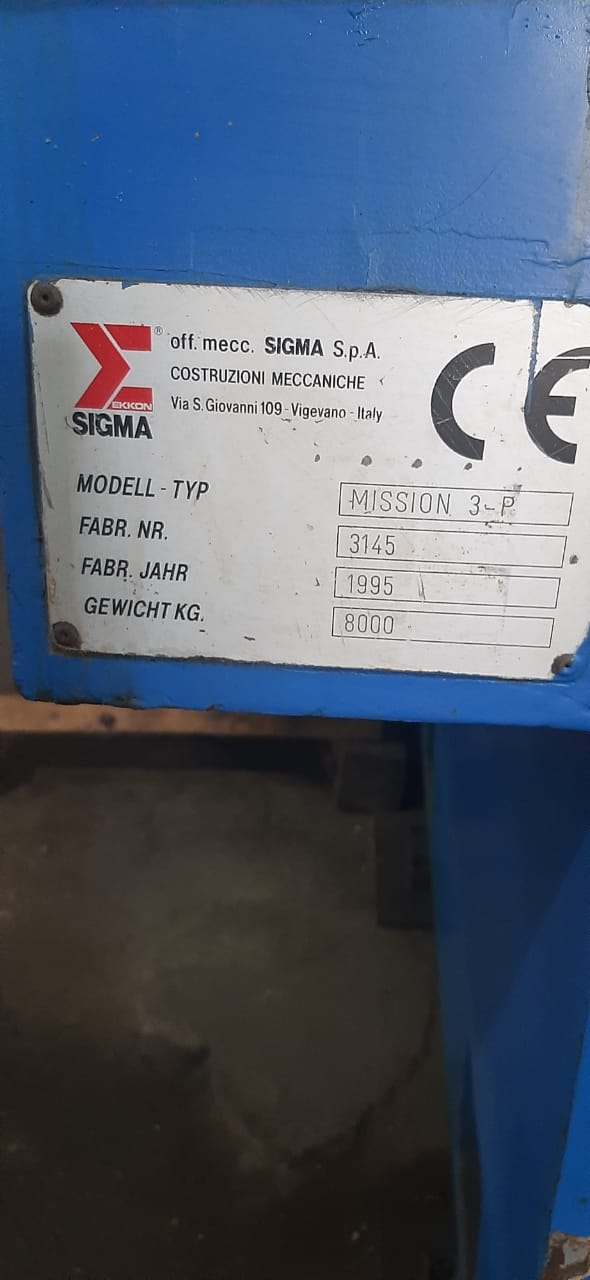 ® off. mecc. SIGMA S.p.A.
COSTRUZIONI MECCANICHE
Via S. Giovanni 109 - Vigevano - Italy
EKKON
SIGMA
CE
MODELL - TYP MISSION 3-P
FABR. NR. 3145
FABR. JAHR 1995
GEWICHT KG. 8000